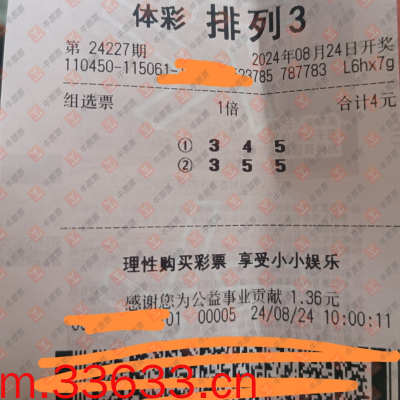 体彩 排列3
第 24227期 2024年08月24日开奖
110450-115061- 23785 787783 L6hx7g
组选票 1倍 合计4元
① 3 4 5
② 3 5 5
理性购买彩票 享受小小娱乐
感谢您为公益事业贡献 1.36元
01 00005 24/08/24 10:00:11
m.33633.cn